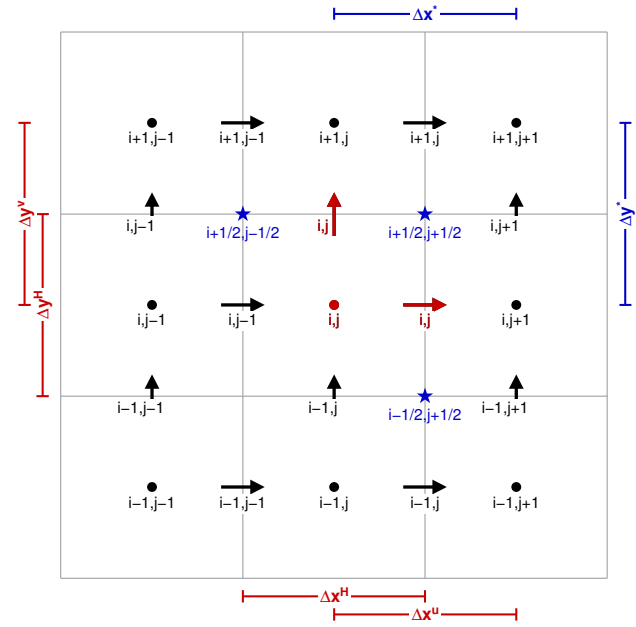 Δx*
i+1,j−1 i+1,j−1 i+1,j i+1,j i+1,j+1
Δy^v
Δy*
i,j−1 i+1/2,j−1/2 i,j i+1/2,j+1/2 i,j+1
Δy^H
i,j−1 i,j−1 i,j i,j i,j+1
i−1,j−1 i−1,j i−1/2,j+1/2 i−1,j+1
i−1,j−1 i−1,j−1 i−1,j i−1,j i−1,j+1
Δx^H
Δx^u